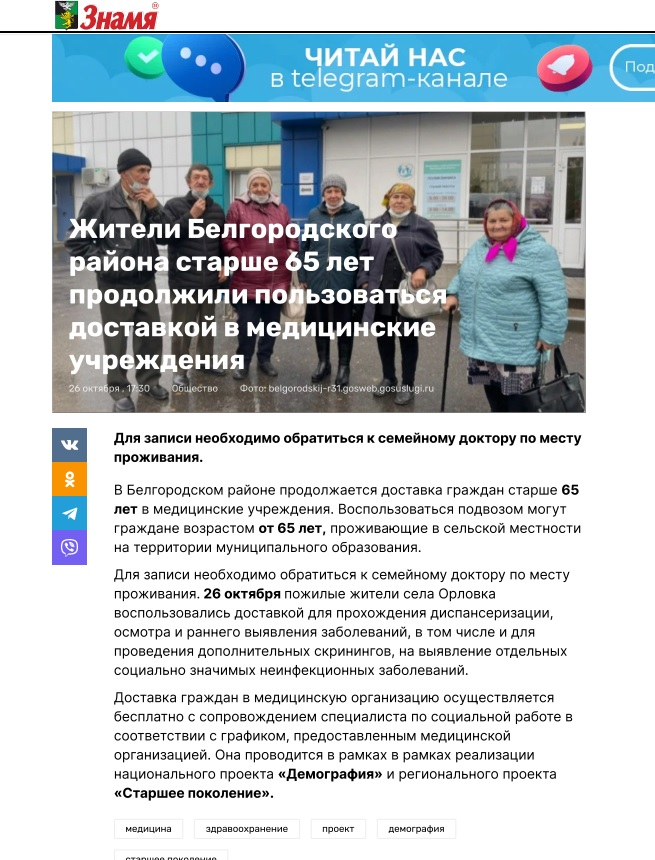 Знамя®
ЧИТАЙ НАС
в telegram-канале
Под
Жители Белгородского
района старше 65 лет
продолжили пользоваться
доставкой в медицинские
учреждения
26 октября , 17:30 Общество Фото: belgorodskij-r31.gosweb.gosuslugi.ru
Для записи необходимо обратиться к семейному доктору по месту
проживания.
В Белгородском районе продолжается доставка граждан старше 65
лет в медицинские учреждения. Воспользоваться подвозом могут
граждане возрастом от 65 лет, проживающие в сельской местности
на территории муниципального образования.
Для записи необходимо обратиться к семейному доктору по месту
проживания. 26 октября пожилые жители села Орловка
воспользовались доставкой для прохождения диспансеризации,
осмотра и раннего выявления заболеваний, в том числе и для
проведения дополнительных скринингов, на выявление отдельных
социально значимых неинфекционных заболеваний.
Доставка граждан в медицинскую организацию осуществляется
бесплатно с сопровождением специалиста по социальной работе в
соответствии с графиком, предоставленным медицинской
организацией. Она проводится в рамках в рамках реализации
национального проекта «Демография» и регионального проекта
«Старшее поколение».
медицина здравоохранение проект демография
старшее поколение